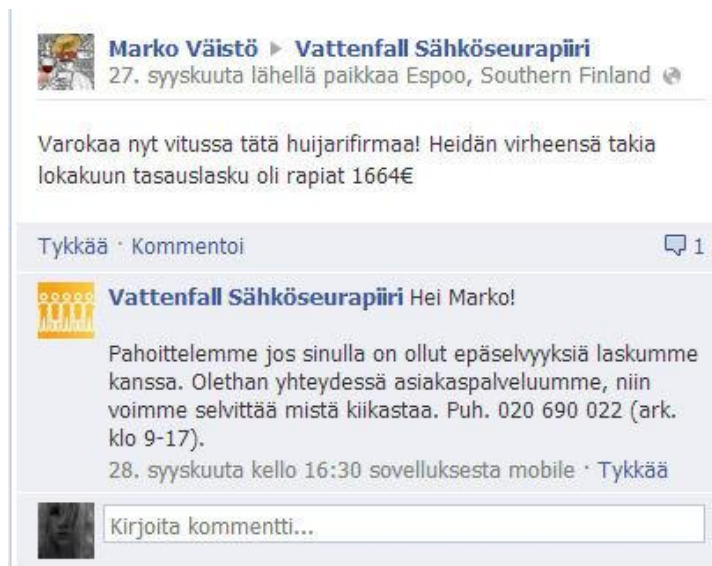 Marko Väistö ▶ Vattenfall Sähköseurapiiri
27. syyskuuta lähellä paikkaa Espoo, Southern Finland
Varokaa nyt vitussa tätä huijarifirmaa! Heidän virheensä takia
lokakuun tasauslasku oli rapiat 1664€
Tykkää · Kommentoi 1
Vattenfall Sähköseurapiiri Hei Marko!
Pahoittelemme jos sinulla on ollut epäselvyyksiä laskumme
kanssa. Olethan yhteydessä asiakaspalveluumme, niin
voimme selvittää mistä kiikastaa. Puh. 020 690 022 (ark.
klo 9-17).
28. syyskuuta kello 16:30 sovelluksesta mobile · Tykkää
Kirjoita kommentti...